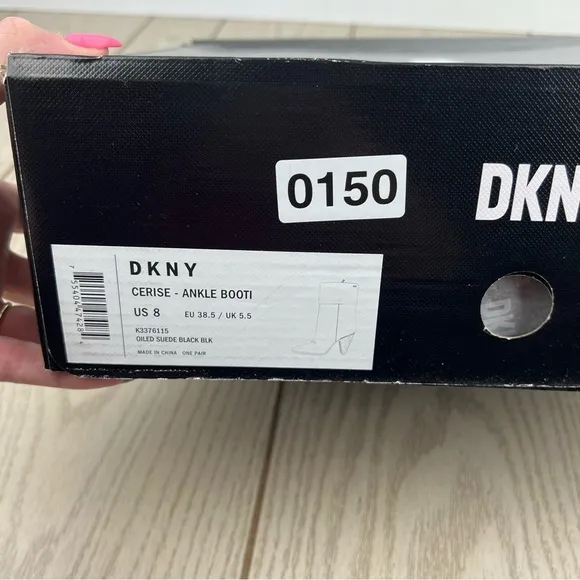 0150
DKN
DKNY
CERISE - ANKLE BOOTI
US 8 EU 38.5 / UK 5.5
K3376115
OILED SUEDE BLACK BLK
MADE IN CHINA ONE PAIR